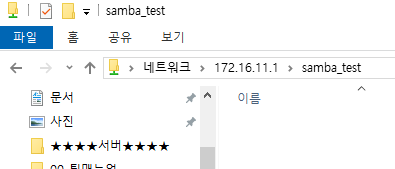 samba_test
파일 홈 공유 보기
네트워크 > 172.16.11.1 > samba_test
문서 이름
사진
★★★★서버★★★★